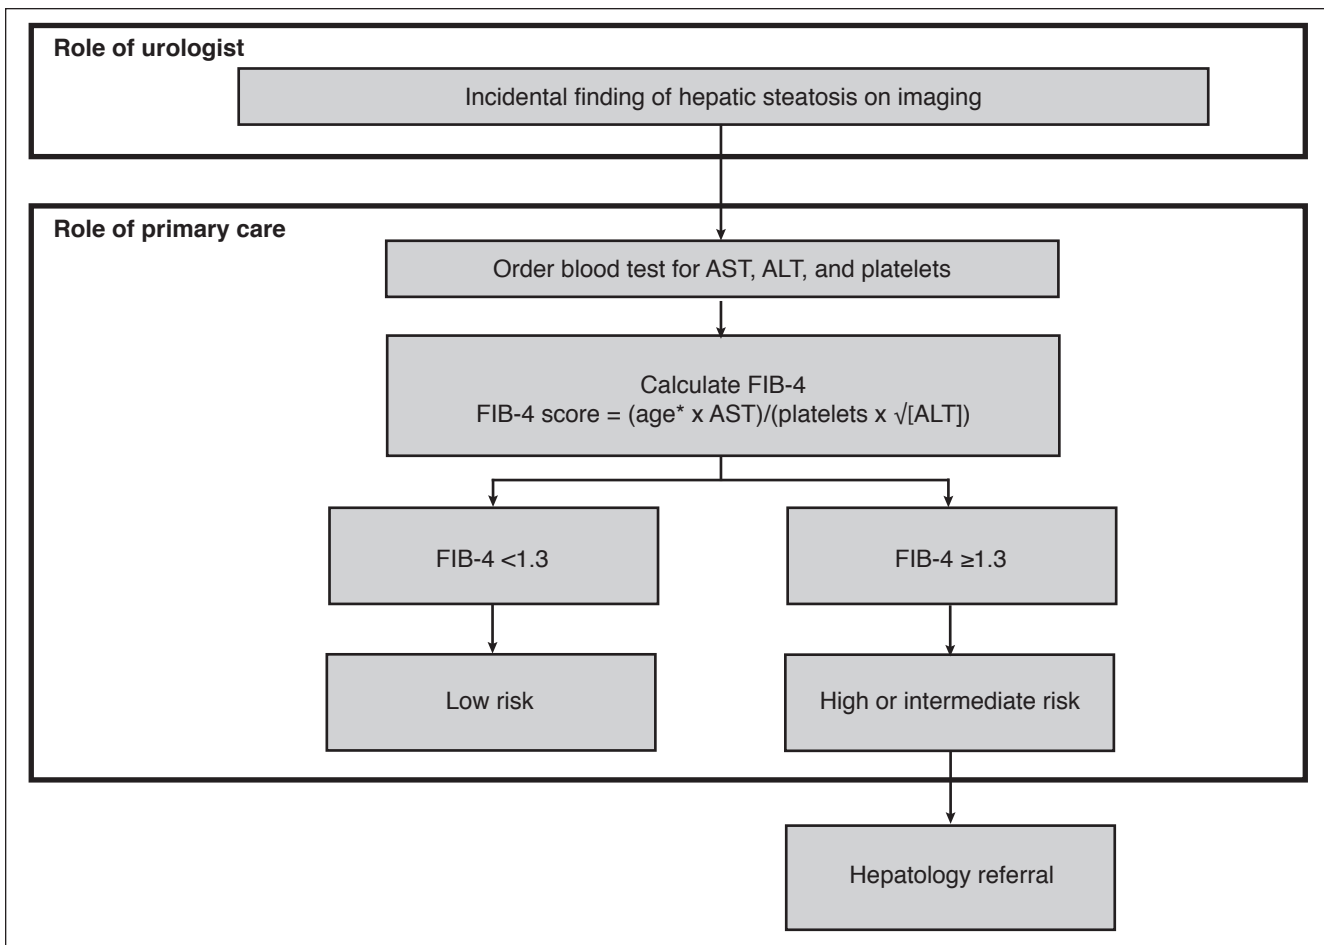 Role of urologist
Incidental finding of hepatic steatosis on imaging
Role of primary care
Order blood test for AST, ALT, and platelets
Calculate FIB-4
FIB-4 score = (age* x AST)/(platelets x √[ALT])
FIB-4 <1.3
FIB-4 ≥1.3
Low risk
High or intermediate risk
Hepatology referral